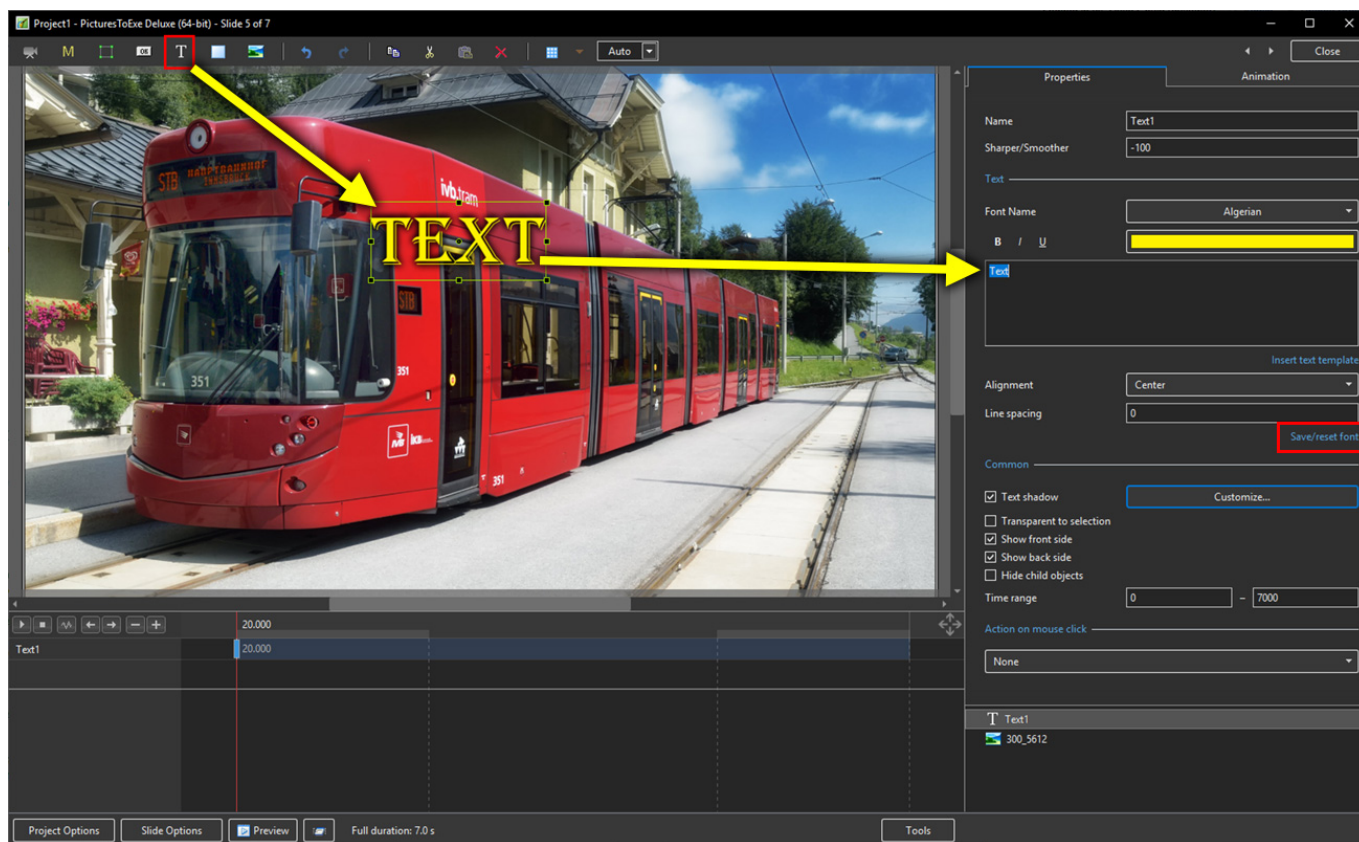 Project1 - PicturesToExe Deluxe (64-bit) - Slide 5 of 7
M OK T Auto Close
Properties Animation
Name Text1
Sharper/Smoother -100
Text
Font Name Algerian
B I U
Text
Insert text template
Alignment Center
Line spacing 0
Save/reset font
Common
Text shadow Customize...
Transparent to selection
Show front side
Show back side
Hide child objects
Time range 0 - 7000
Action on mouse click
None
T Text1
300_5612
STB HAUPTBAHNHOF
INNSBRUCK
ivb.tram
TEXT
STB
351
351
351
20.000
Text1 20.000
Project Options Slide Options Preview Full duration: 7.0 s Tools